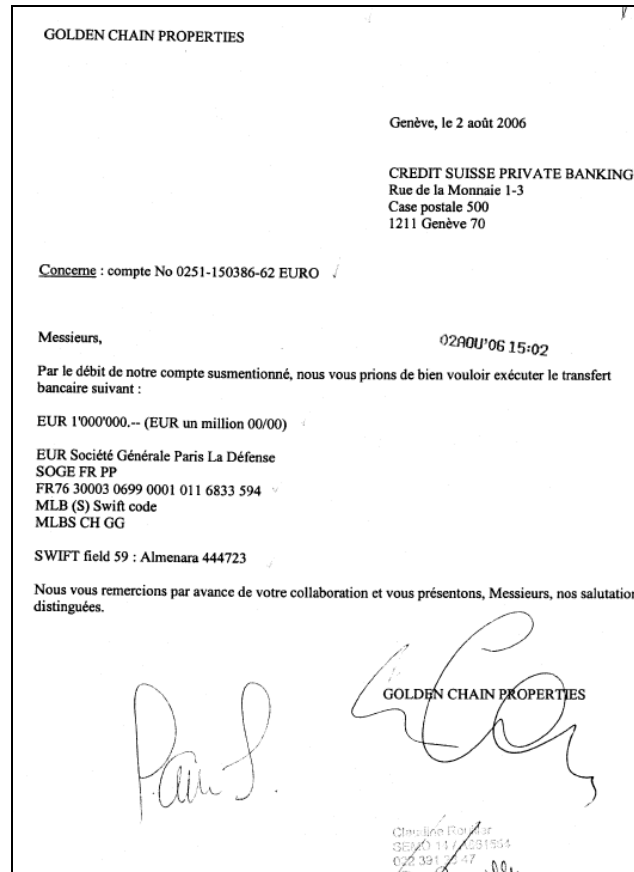 GOLDEN CHAIN PROPERTIES
Genève, le 2 août 2006
CREDIT SUISSE PRIVATE BANKING
Rue de la Monnaie 1-3
Case postale 500
1211 Genève 70
Concerne : compte No 0251-150386-62 EURO
Messieurs,
02AOU'06 15:02
Par le débit de notre compte susmentionné, nous vous prions de bien vouloir exécuter le transfert
bancaire suivant :
EUR 1'000'000.-- (EUR un million 00/00)
EUR Société Générale Paris La Défense
SOGE FR PP
FR76 30003 0699 0001 011 6833 594
MLB (S) Swift code
MLBS CH GG
SWIFT field 59 : Almenara 444723
Nous vous remercions par avance de votre collaboration et vous présentons, Messieurs, nos salutation
distinguées.
GOLDEN CHAIN PROPERTIES